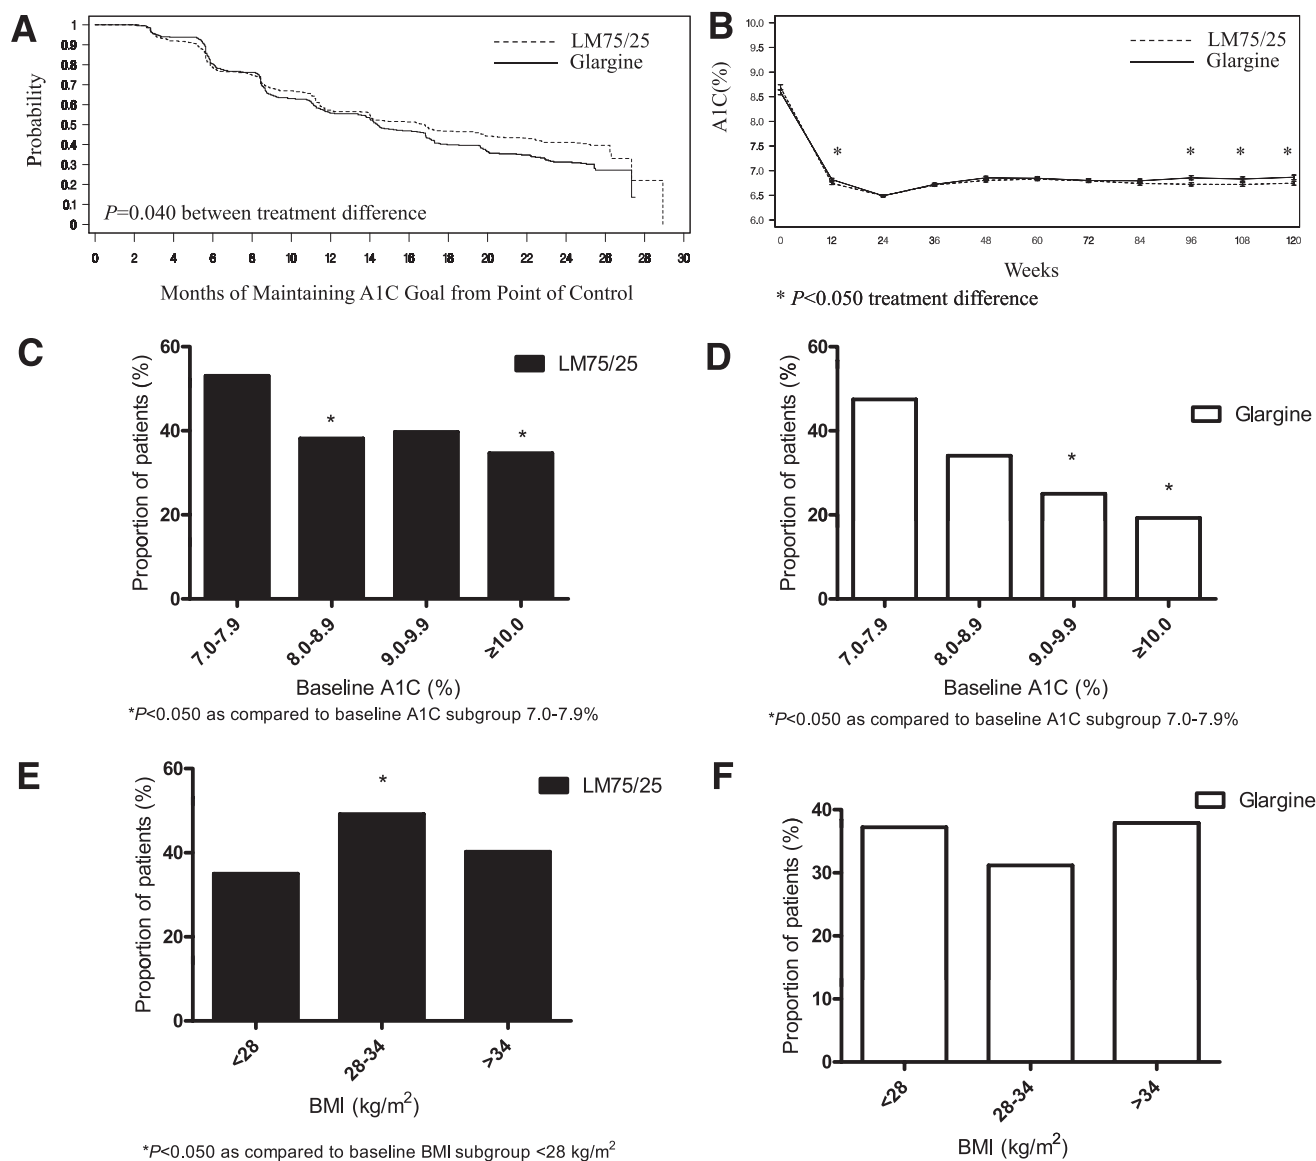 A
Probability
1
0.9
0.8
0.7
0.6
0.5
0.4
0.3
0.2
0.1
0
LM75/25
Glargine
P=0.040 between treatment difference
0 2 4 6 8 10 12 14 16 18 20 22 24 26 28 30
Months of Maintaining A1C Goal from Point of Control
B
A1C(%)
10.0
9.5
9.0
8.5
8.0
7.5
7.0
6.5
6.0
LM75/25
Glargine
* * * *
0 12 24 36 48 60 72 84 96 108 120
Weeks
* P<0.050 treatment difference
C
Proportion of patients (%)
60
40
20
0
LM75/25
* *
7.0-7.9 8.0-8.9 9.0-9.9 ≥10.0
Baseline A1C (%)
*P<0.050 as compared to baseline A1C subgroup 7.0-7.9%
D
Proportion of patients (%)
60
40
20
0
Glargine
* *
7.0-7.9 8.0-8.9 9.0-9.9 ≥10.0
Baseline A1C (%)
*P<0.050 as compared to baseline A1C subgroup 7.0-7.9%
E
Proportion of patients (%)
60
40
20
0
LM75/25
*
<28 28-34 >34
BMI (kg/m²)
*P<0.050 as compared to baseline BMI subgroup <28 kg/m²
F
Proportion of patients (%)
40
30
20
10
0
Glargine
<28 28-34 >34
BMI (kg/m²)